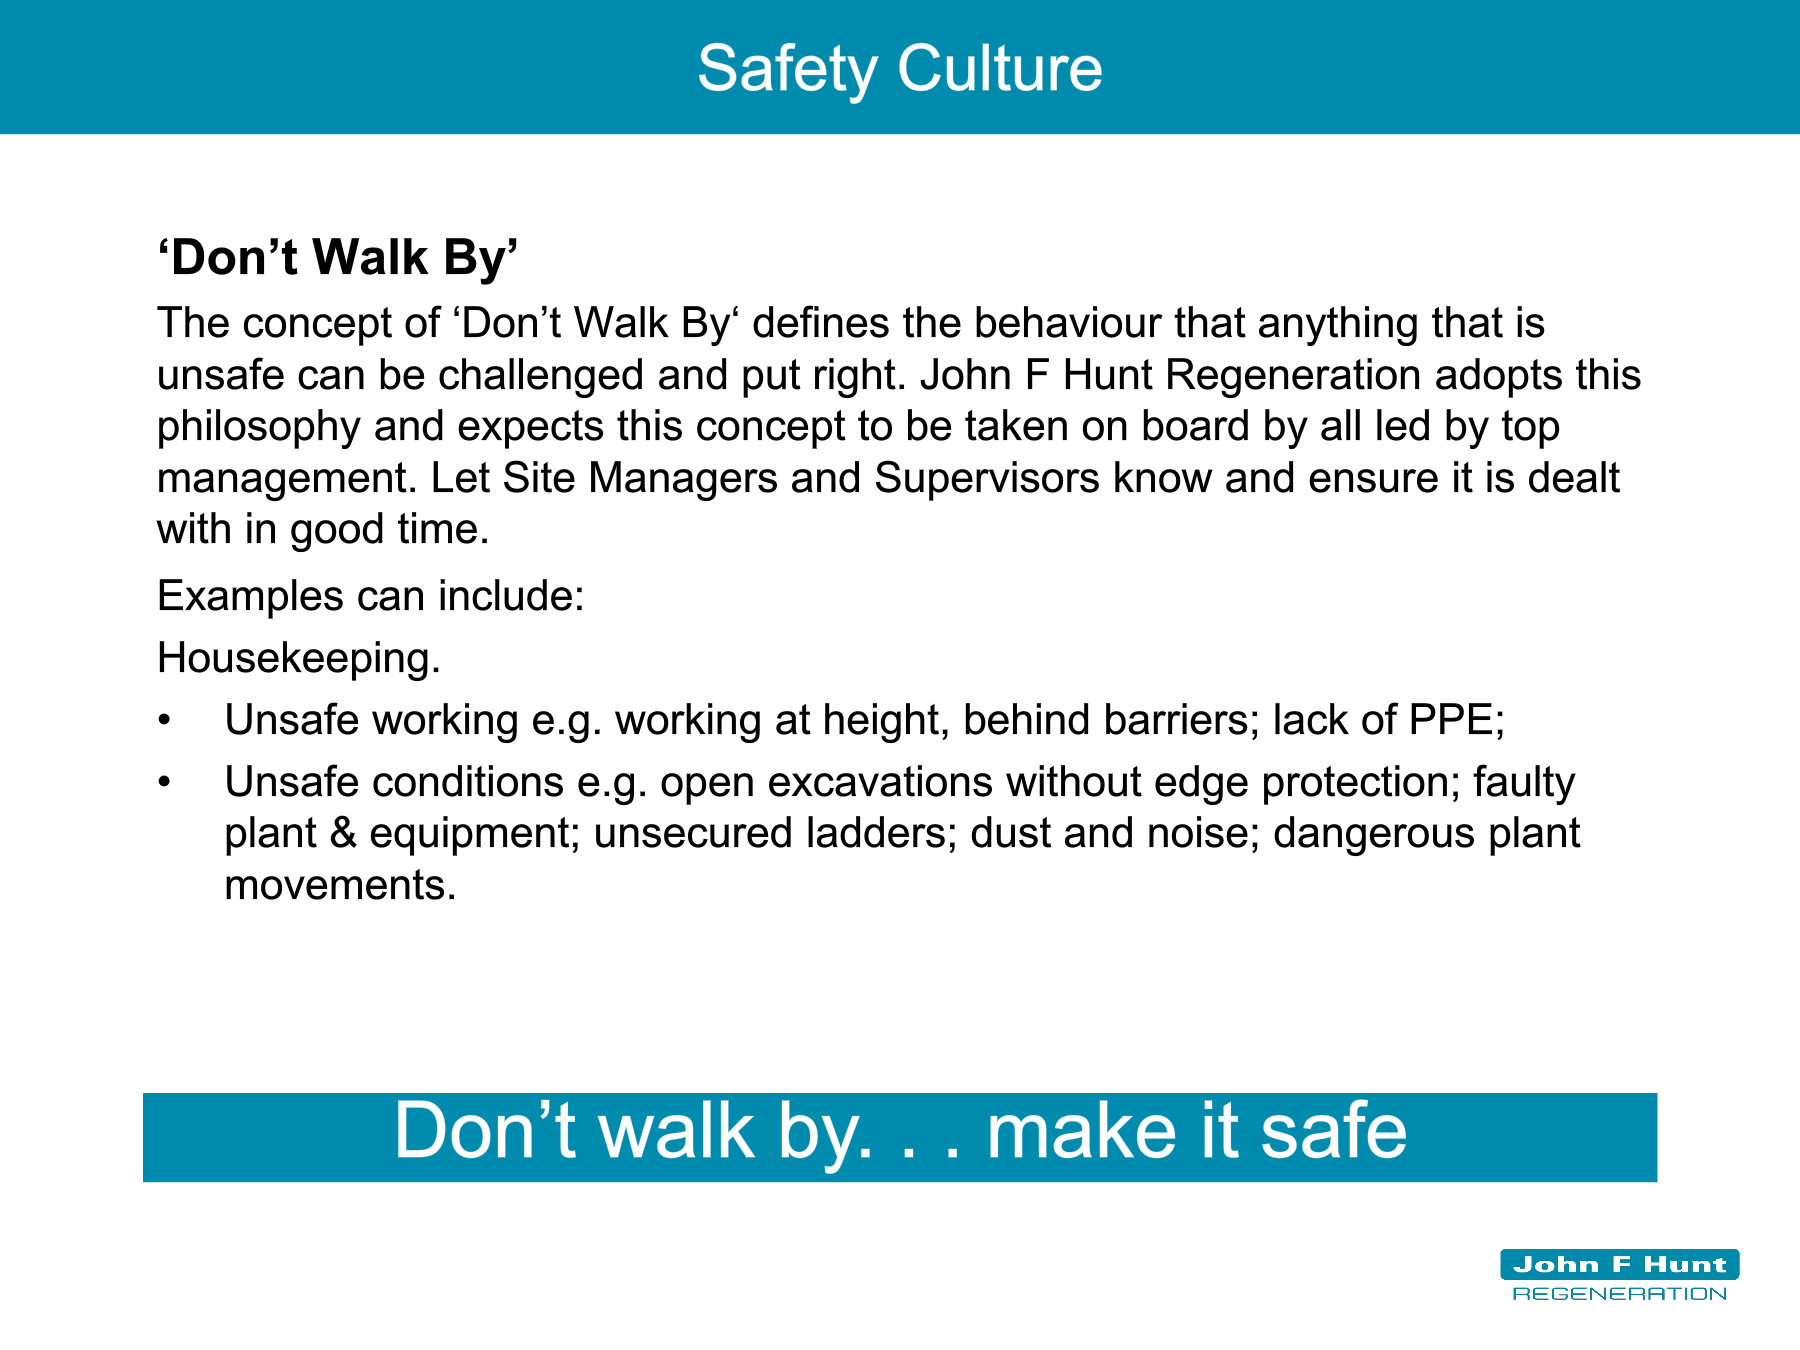 Safety Culture
‘Don’t Walk By’
The concept of ‘Don’t Walk By‘ defines the behaviour that anything that is
unsafe can be challenged and put right. John F Hunt Regeneration adopts this
philosophy and expects this concept to be taken on board by all led by top
management. Let Site Managers and Supervisors know and ensure it is dealt
with in good time.
Examples can include:
Housekeeping.
• Unsafe working e.g. working at height, behind barriers; lack of PPE;
• Unsafe conditions e.g. open excavations without edge protection; faulty
plant & equipment; unsecured ladders; dust and noise; dangerous plant
movements.
Don’t walk by. . . make it safe
John F Hunt
REGENERATION